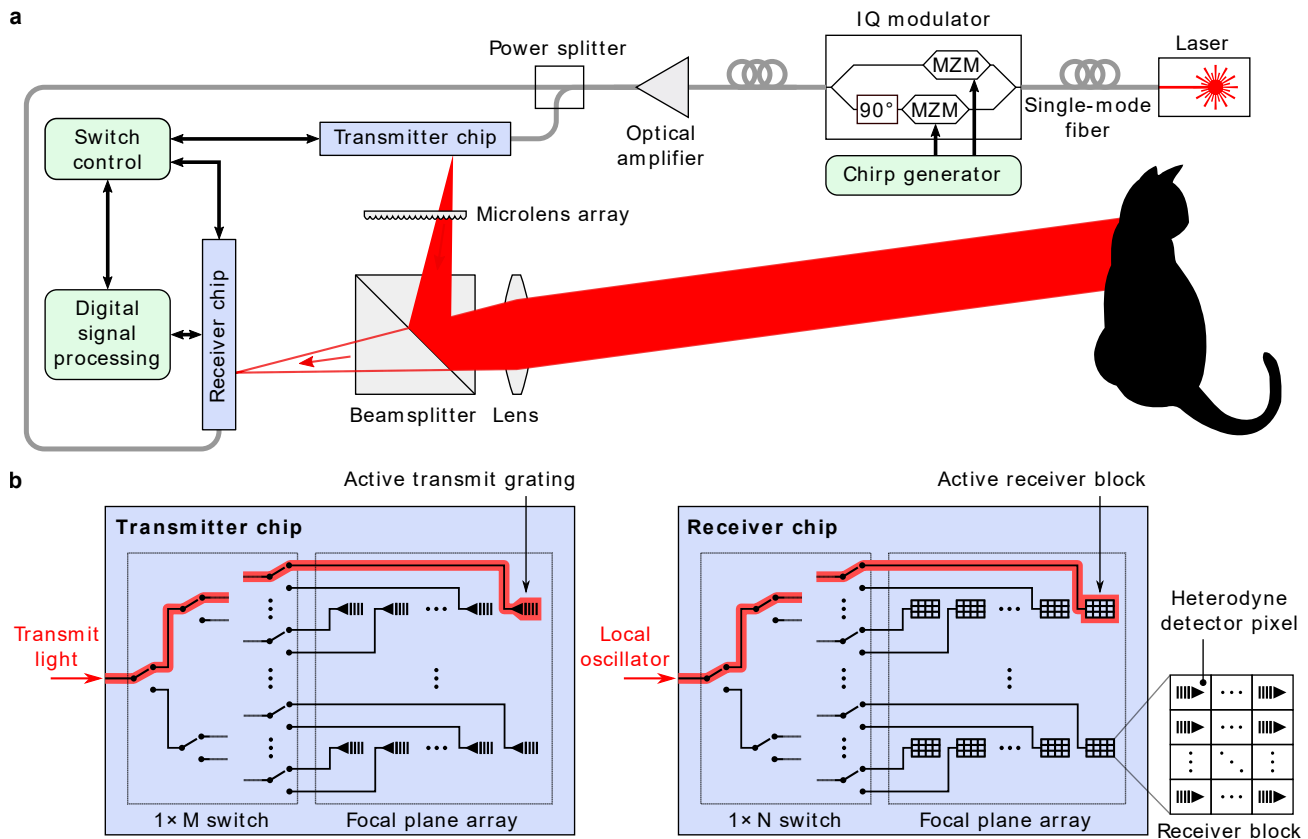 a
IQ modulator
Power splitter
Laser
MZM
90°
MZM
Single-mode
fiber
Optical
amplifier
Switch
control
Transmitter chip
Chirp generator
Microlens array
Receiver chip
Digital
signal
processing
Beamsplitter
Lens
b
Active transmit grating
Active receiver block
Transmitter chip
Receiver chip
Transmit
light
Local
oscillator
Heterodyne
detector pixel
1× M switch
Focal plane array
1× N switch
Focal plane array
Receiver block